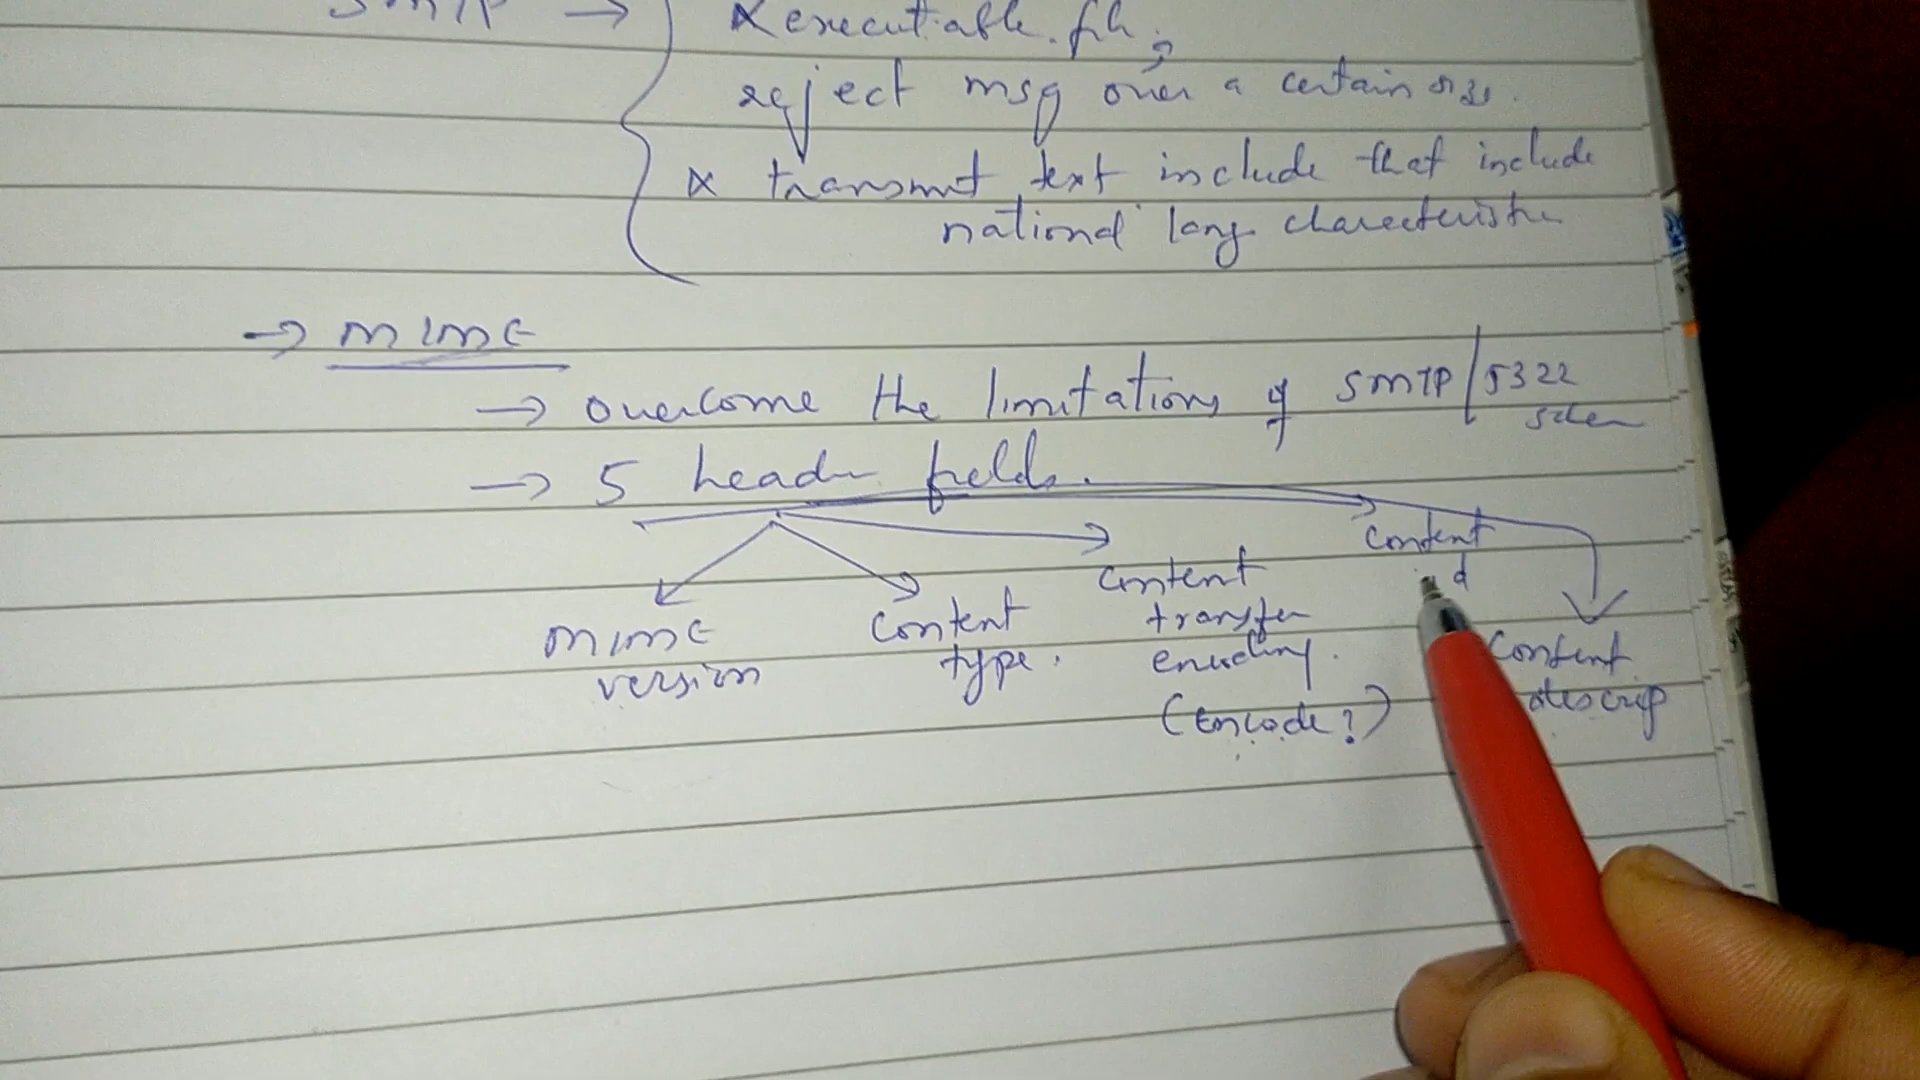 SMTP → x executable file,
reject msg over a certain size.
x transmit text include that include
national lang characteristic
→ MIME
→ overcome the limitations of SMTP/5322
→ 5 header fields.
MIME version
Content type.
Content transfer encoding.
(Encode?)
Content id
Content descrip